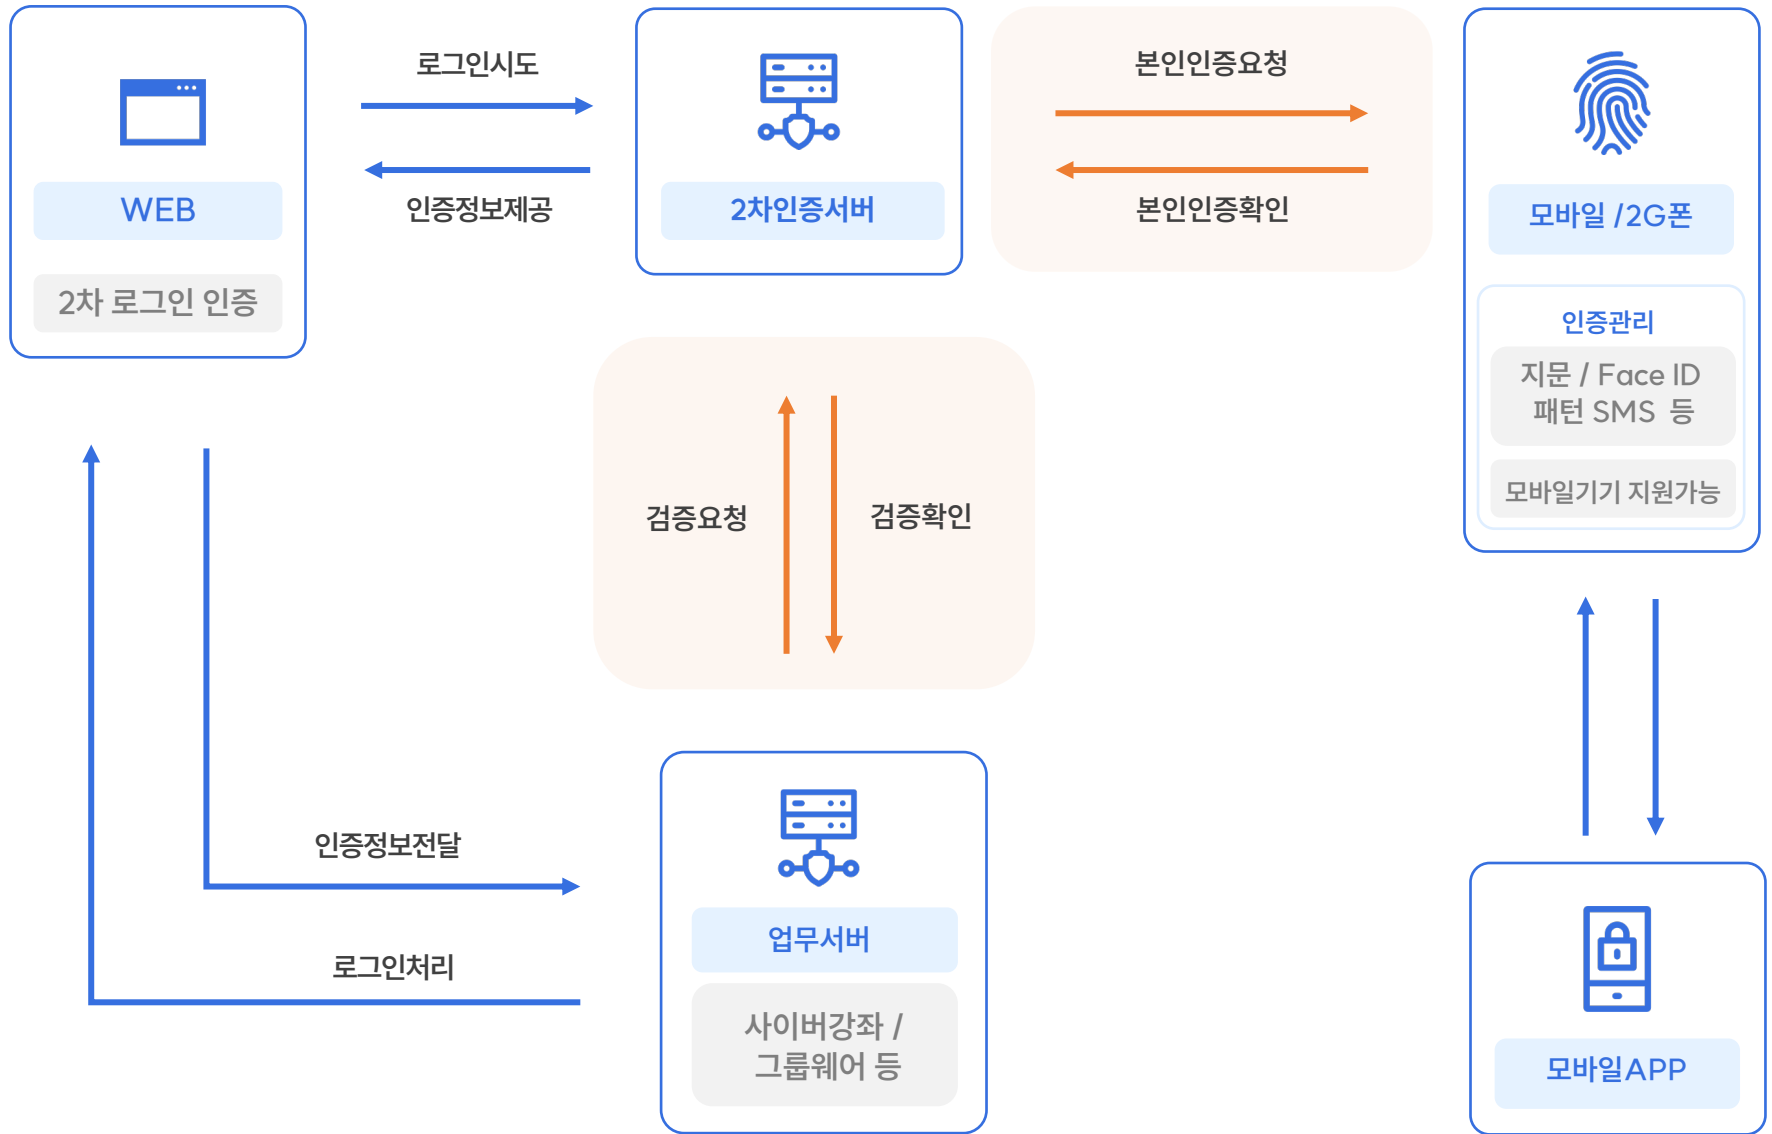 로그인시도
인증정보제공
WEB
2차 로그인 인증
2차인증서버
본인인증요청
본인인증확인
모바일 /2G폰
인증관리
지문 / Face ID
패턴 SMS 등
모바일기기 지원가능
검증요청
검증확인
인증정보전달
로그인처리
업무서버
사이버강좌 /
그룹웨어 등
모바일APP